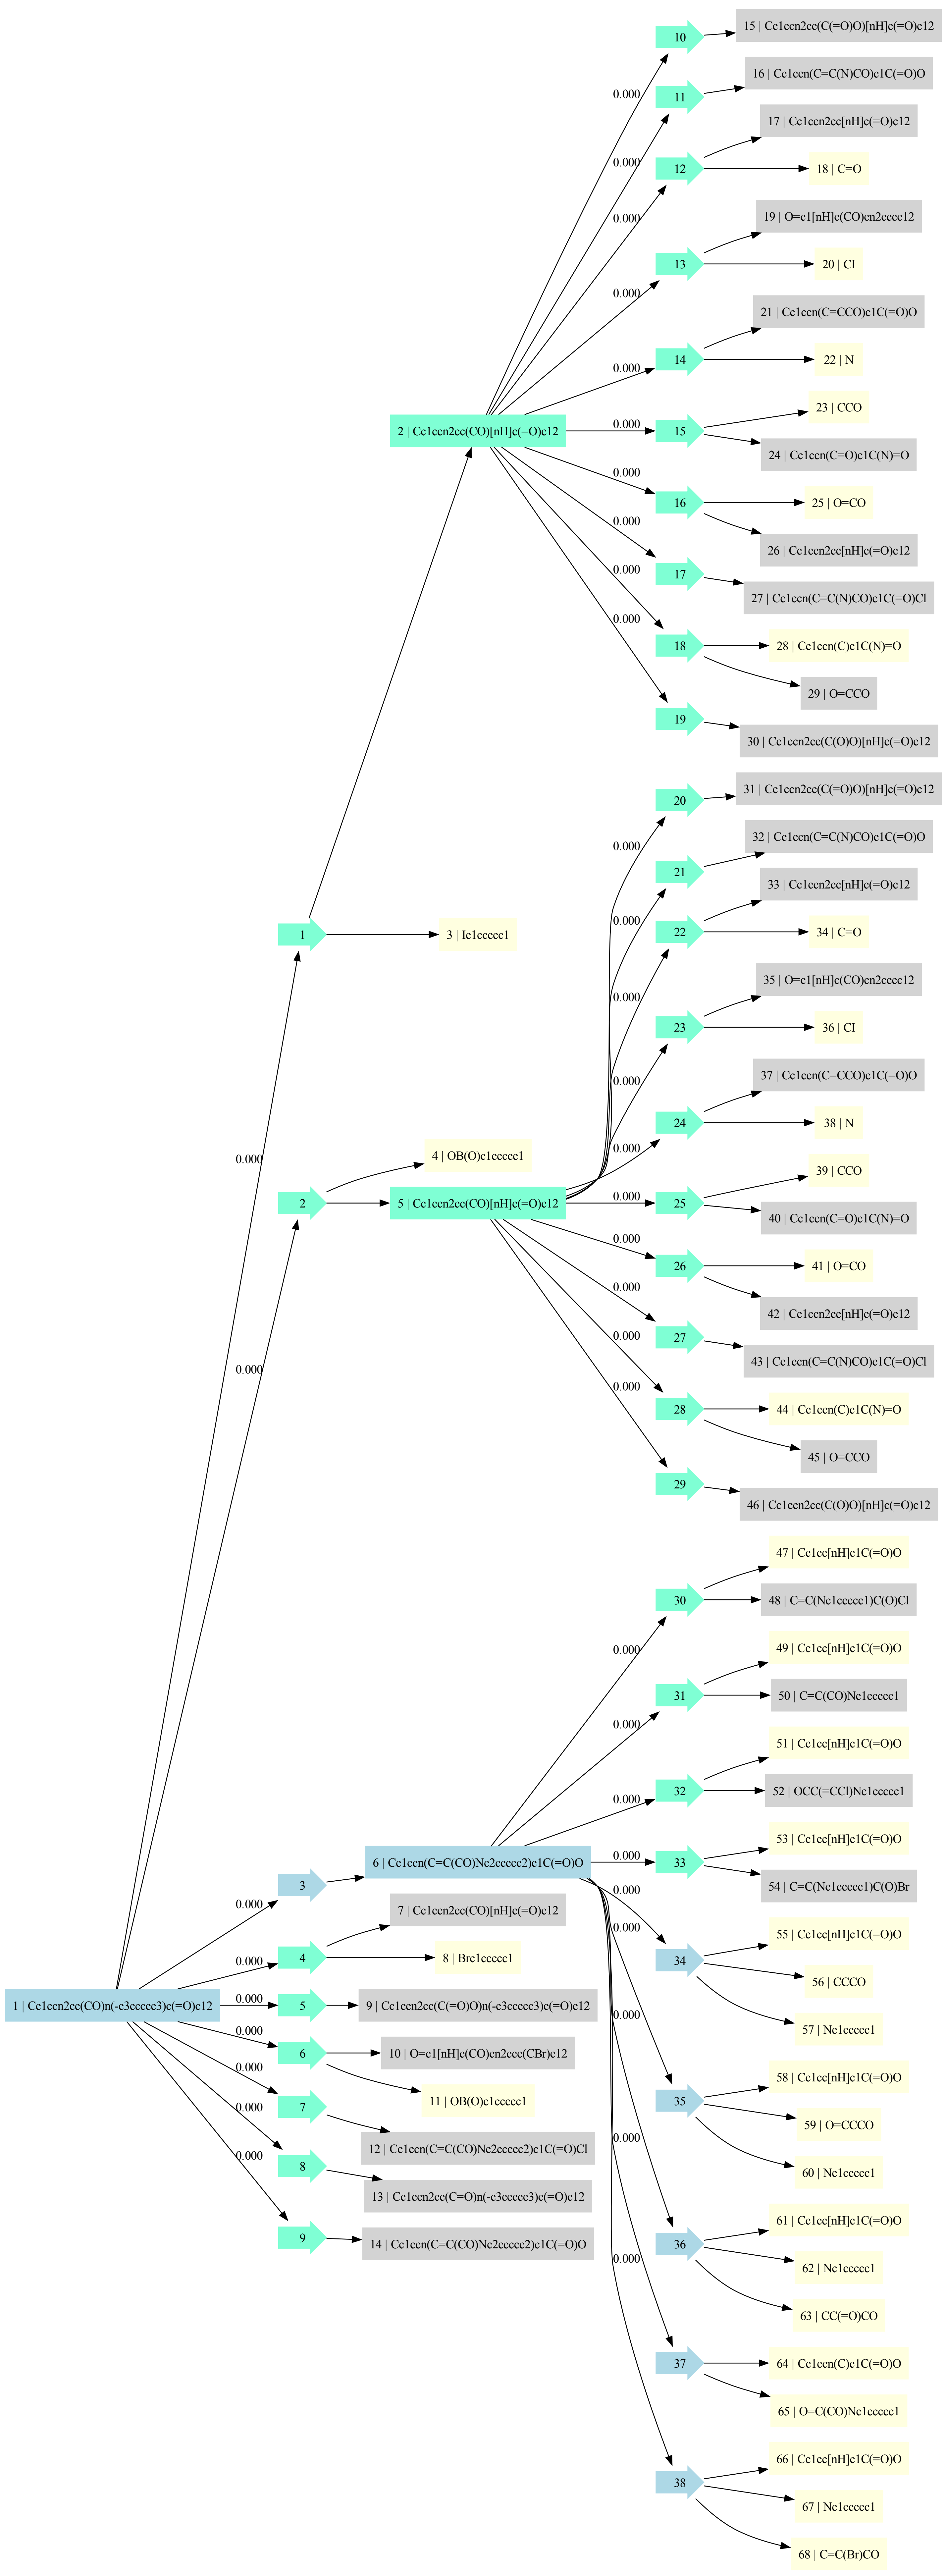 10
15 | Cc1ccn2cc(C(=O)O)[nH]c(=O)c12
0.000
11
16 | Cc1ccn(C=C(N)CO)c1C(=O)O
17 | Cc1ccn2cc[nH]c(=O)c12
0.000
12
18 | C=O
0.000
19 | O=c1[nH]c(CO)cn2cccc12
13
20 | CI
0.000
21 | Cc1ccn(C=CCO)c1C(=O)O
14
22 | N
0.000
23 | CCO
2 | Cc1ccn2cc(CO)[nH]c(=O)c12
0.000
15
24 | Cc1ccn(C=O)c1C(N)=O
0.000
16
25 | O=CO
0.000
26 | Cc1ccn2cc[nH]c(=O)c12
17
0.000
27 | Cc1ccn(C=C(N)CO)c1C(=O)Cl
0.000
18
28 | Cc1ccn(C)c1C(N)=O
29 | O=CCO
19
30 | Cc1ccn2cc(C(O)O)[nH]c(=O)c12
20
31 | Cc1ccn2cc(C(=O)O)[nH]c(=O)c12
0.000
21
32 | Cc1ccn(C=C(N)CO)c1C(=O)O
33 | Cc1ccn2cc[nH]c(=O)c12
0.000
1
3 | Ic1ccccc1
22
34 | C=O
0.000
35 | O=c1[nH]c(CO)cn2cccc12
23
36 | CI
0.000
37 | Cc1ccn(C=CCO)c1C(=O)O
24
38 | N
0.000
4 | OB(O)c1ccccc1
0.000
39 | CCO
2
5 | Cc1ccn2cc(CO)[nH]c(=O)c12
0.000
25
40 | Cc1ccn(C=O)c1C(N)=O
0.000
26
41 | O=CO
0.000
42 | Cc1ccn2cc[nH]c(=O)c12
27
0.000
43 | Cc1ccn(C=C(N)CO)c1C(=O)Cl
0.000
0.000
28
44 | Cc1ccn(C)c1C(N)=O
45 | O=CCO
29
46 | Cc1ccn2cc(C(O)O)[nH]c(=O)c12
47 | Cc1cc[nH]c1C(=O)O
30
48 | C=C(Nc1ccccc1)C(O)Cl
0.000
49 | Cc1cc[nH]c1C(=O)O
31
50 | C=C(CO)Nc1ccccc1
0.000
51 | Cc1cc[nH]c1C(=O)O
32
52 | OCC(=CCl)Nc1ccccc1
0.000
53 | Cc1cc[nH]c1C(=O)O
6 | Cc1ccn(C=C(CO)Nc2ccccc2)c1C(=O)O
0.000
33
3
54 | C=C(Nc1ccccc1)C(O)Br
0.000
0.000
7 | Cc1ccn2cc(CO)[nH]c(=O)c12
0.000
55 | Cc1cc[nH]c1C(=O)O
0.000
4
8 | Brc1ccccc1
34
56 | CCCO
1 | Cc1ccn2cc(CO)n(-c3ccccc3)c(=O)c12
0.000
5
9 | Cc1ccn2cc(C(=O)O)n(-c3ccccc3)c(=O)c12
0.000
57 | Nc1ccccc1
0.000
6
10 | O=c1[nH]c(CO)cn2ccc(CBr)c12
0.000
58 | Cc1cc[nH]c1C(=O)O
11 | OB(O)c1ccccc1
35
0.000
7
59 | O=CCCO
0.000
12 | Cc1ccn(C=C(CO)Nc2ccccc2)c1C(=O)Cl
0.000
8
60 | Nc1ccccc1
13 | Cc1ccn2cc(C=O)n(-c3ccccc3)c(=O)c12
61 | Cc1cc[nH]c1C(=O)O
9
14 | Cc1ccn(C=C(CO)Nc2ccccc2)c1C(=O)O
36
0.000
62 | Nc1ccccc1
63 | CC(=O)CO
37
64 | Cc1ccn(C)c1C(=O)O
65 | O=C(CO)Nc1ccccc1
66 | Cc1cc[nH]c1C(=O)O
38
67 | Nc1ccccc1
68 | C=C(Br)CO